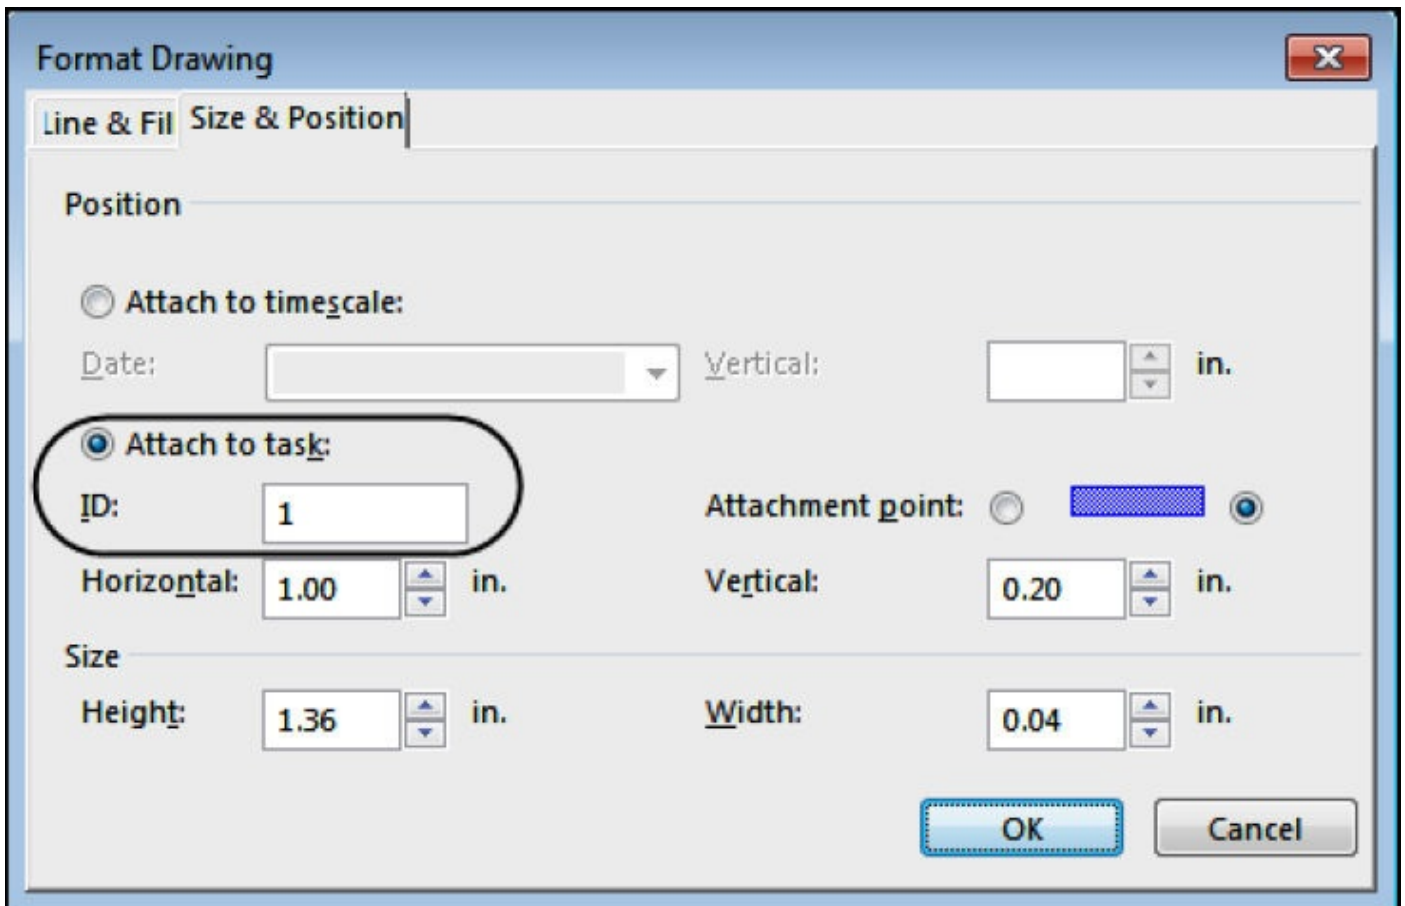 Format Drawing
Line & Fil Size & Position
Position
Attach to timescale:
Date: Vertical: in.
Attach to task:
ID: 1 Attachment point:
Horizontal: 1.00 in. Vertical: 0.20 in.
Size
Height: 1.36 in. Width: 0.04 in.
OK Cancel